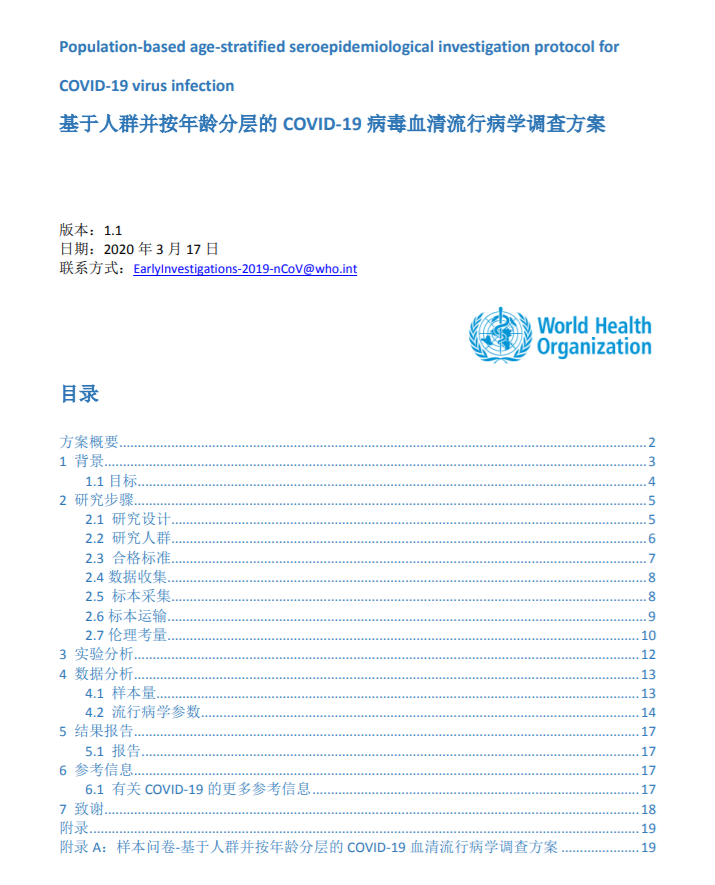 Population-based age-stratified seroepidemiological investigation protocol for
COVID-19 virus infection
基于人群并按年龄分层的 COVID-19 病毒血清流行病学调查方案
版本：1.1
日期：2020 年 3 月 17 日
联系方式：EarlyInvestigations-2019-nCoV@who.int
World Health
Organization
目录
方案概要 2
1 背景 3
1.1 目标 4
2 研究步骤 5
2.1 研究设计 5
2.2 研究人群 6
2.3 合格标准 7
2.4 数据收集 8
2.5 标本采集 8
2.6 标本运输 9
2.7 伦理考量 10
3 实验分析 12
4 数据分析 13
4.1 样本量 13
4.2 流行病学参数 14
5 结果报告 17
5.1 报告 17
6 参考信息 17
6.1 有关 COVID-19 的更多参考信息 17
7 致谢 18
附录 19
附录 A：样本问卷-基于人群并按年龄分层的 COVID-19 血清流行病学调查方案 19